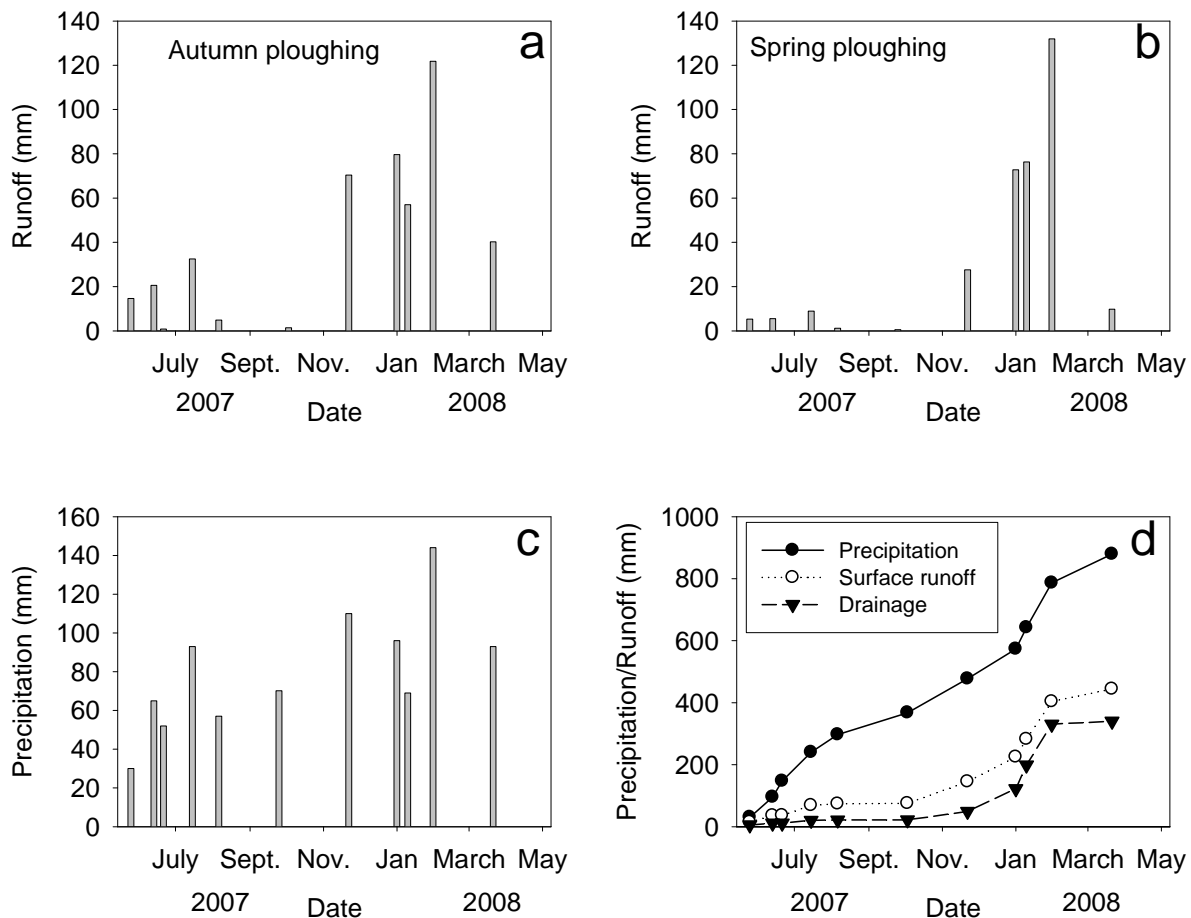 Autumn ploughing
a
Runoff (mm)
140
120
100
80
60
40
20
0
July Sept. Nov. Jan March May
2007 Date 2008
Spring ploughing
b
Runoff (mm)
140
120
100
80
60
40
20
0
July Sept. Nov. Jan March May
2007 Date 2008
c
Precipitation (mm)
160
140
120
100
80
60
40
20
0
July Sept. Nov. Jan March May
2007 Date 2008
d
Precipitation/Runoff (mm)
1000
800
600
400
200
0
Precipitation
Surface runoff
Drainage
July Sept. Nov. Jan March May
2007 Date 2008